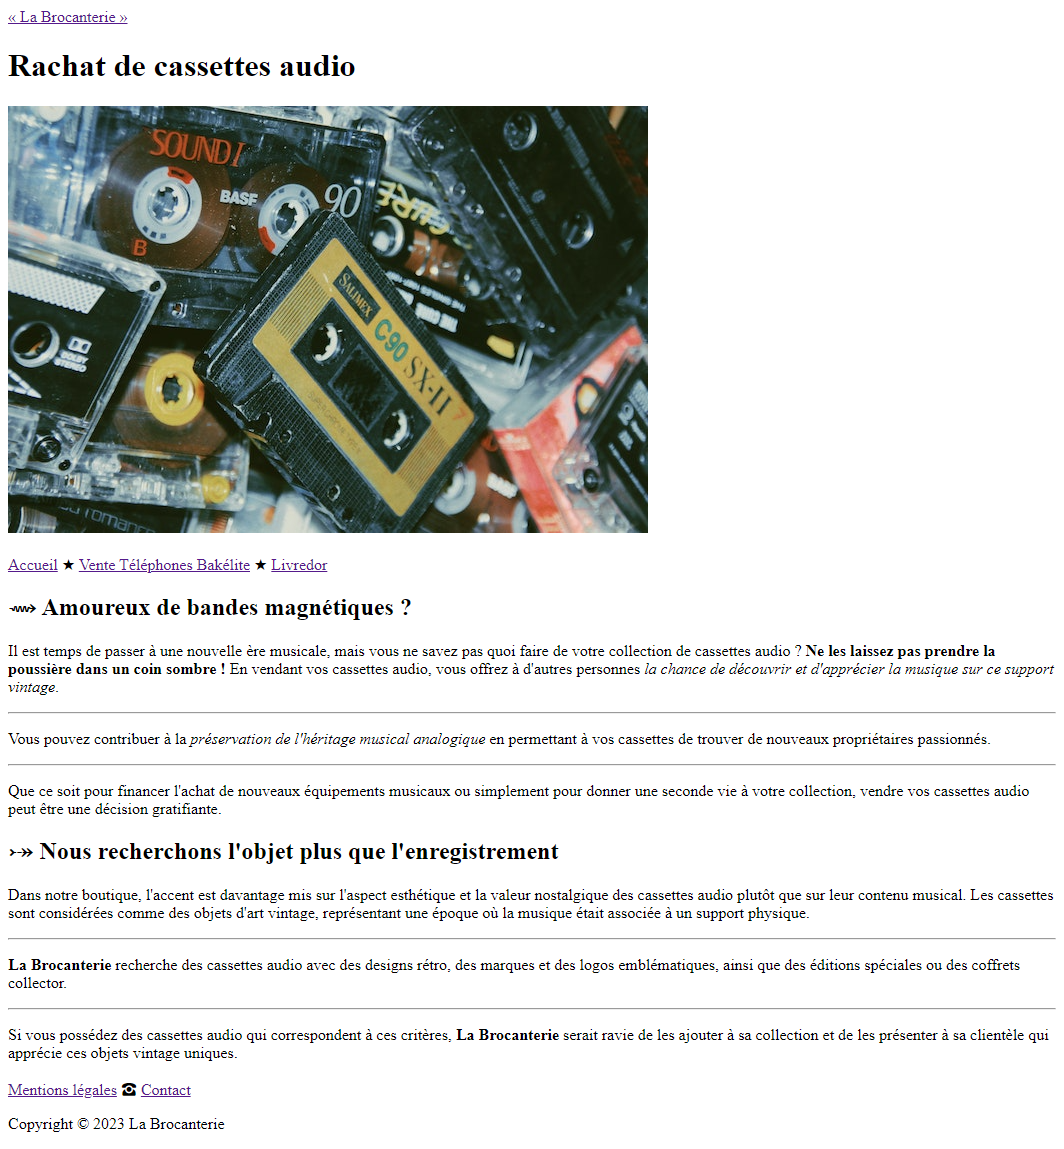 « La Brocanterie »
Rachat de cassettes audio
SOUND I
BASF
90
B
SALIMEX
C90 SX-II
DOLBY
STEREO
BASF
Accueil ★ Vente Téléphones Bakélite ★ Livredor
⟿ Amoureux de bandes magnétiques ?
Il est temps de passer à une nouvelle ère musicale, mais vous ne savez pas quoi faire de votre collection de cassettes audio ? Ne les laissez pas prendre la
poussière dans un coin sombre ! En vendant vos cassettes audio, vous offrez à d'autres personnes la chance de découvrir et d'apprécier la musique sur ce support
vintage.
Vous pouvez contribuer à la préservation de l'héritage musical analogique en permettant à vos cassettes de trouver de nouveaux propriétaires passionnés.
Que ce soit pour financer l'achat de nouveaux équipements musicaux ou simplement pour donner une seconde vie à votre collection, vendre vos cassettes audio
peut être une décision gratifiante.
⤐ Nous recherchons l'objet plus que l'enregistrement
Dans notre boutique, l'accent est davantage mis sur l'aspect esthétique et la valeur nostalgique des cassettes audio plutôt que sur leur contenu musical. Les cassettes
sont considérées comme des objets d'art vintage, représentant une époque où la musique était associée à un support physique.
La Brocanterie recherche des cassettes audio avec des designs rétro, des marques et des logos emblématiques, ainsi que des éditions spéciales ou des coffrets
collector.
Si vous possédez des cassettes audio qui correspondent à ces critères, La Brocanterie serait ravie de les ajouter à sa collection et de les présenter à sa clientèle qui
apprécie ces objets vintage uniques.
Mentions légales ☎ Contact
Copyright © 2023 La Brocanterie